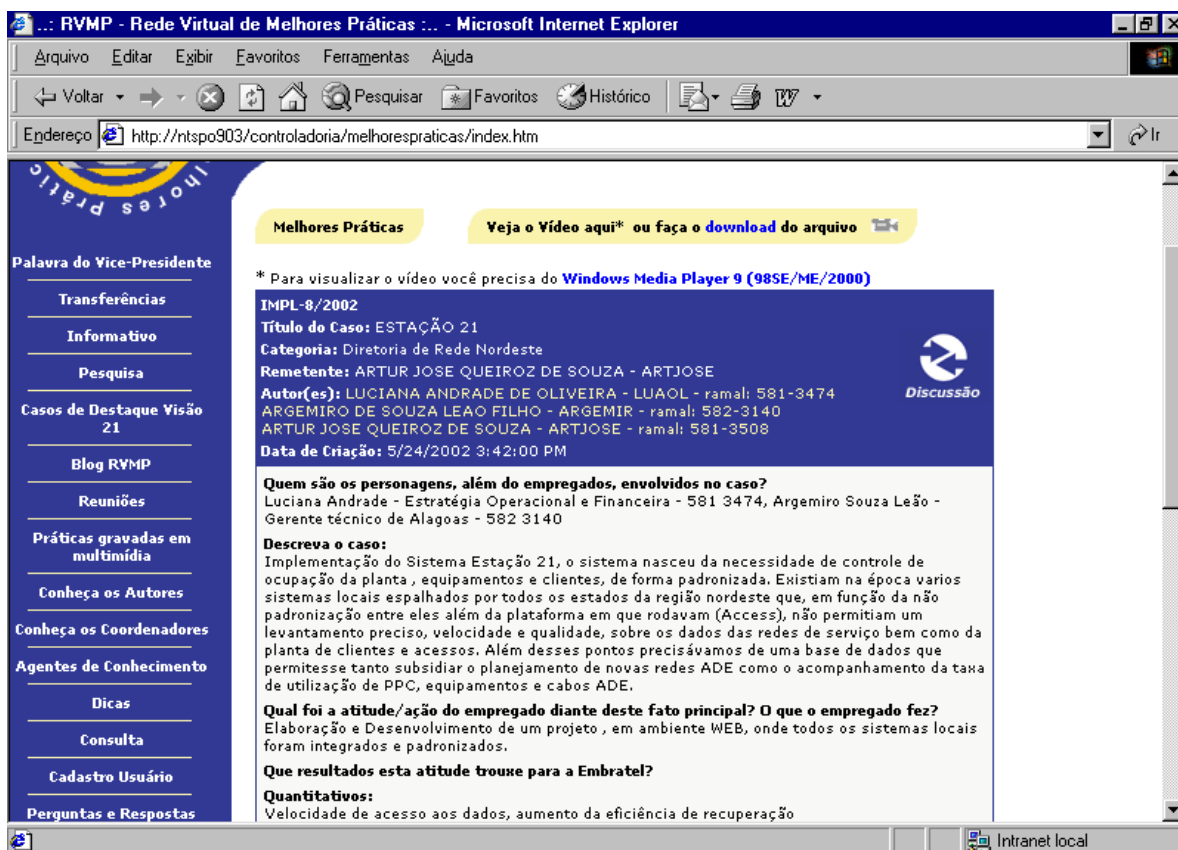 ..: RVMP - Rede Virtual de Melhores Práticas :.. - Microsoft Internet Explorer
Arquivo Editar Exibir Favoritos Ferramentas Ajuda
Voltar Pesquisar Favoritos Histórico
Endereço http://ntspo903/controladoria/melhorespraticas/index.htm Ir
lhores Prátic
Palavra do Vice-Presidente
Transferências
Informativo
Pesquisa
Casos de Destaque Visão
21
Blog RVMP
Reuniões
Práticas gravadas em
multimídia
Conheça os Autores
Conheça os Coordenadores
Agentes de Conhecimento
Dicas
Consulta
Cadastro Usuário
Perguntas e Respostas
Melhores Práticas
Veja o Vídeo aqui* ou faça o download do arquivo
* Para visualizar o vídeo você precisa do Windows Media Player 9 (98SE/ME/2000)
IMPL-8/2002
Título do Caso: ESTAÇÃO 21
Categoria: Diretoria de Rede Nordeste
Remetente: ARTUR JOSE QUEIROZ DE SOUZA - ARTJOSE
Autor(es): LUCIANA ANDRADE DE OLIVEIRA - LUAOL - ramal: 581-3474
ARGEMIRO DE SOUZA LEAO FILHO - ARGEMIR - ramal: 582-3140
ARTUR JOSE QUEIROZ DE SOUZA - ARTJOSE - ramal: 581-3508
Data de Criação: 5/24/2002 3:42:00 PM
Discussão
Quem são os personagens, além do empregados, envolvidos no caso?
Luciana Andrade - Estratégia Operacional e Financeira - 581 3474, Argemiro Souza Leão -
Gerente técnico de Alagoas - 582 3140
Descreva o caso:
Implementação do Sistema Estação 21, o sistema nasceu da necessidade de controle de
ocupação da planta , equipamentos e clientes, de forma padronizada. Existiam na época varios
sistemas locais espalhados por todos os estados da região nordeste que, em função da não
padronização entre eles além da plataforma em que rodavam (Access), não permitiam um
levantamento preciso, velocidade e qualidade, sobre os dados das redes de serviço bem como da
planta de clientes e acessos. Além desses pontos precisávamos de uma base de dados que
permitesse tanto subsidiar o planejamento de novas redes ADE como o acompanhamento da taxa
de utilização de PPC, equipamentos e cabos ADE.
Qual foi a atitude/ação do empregado diante deste fato principal? O que o empregado fez?
Elaboração e Desenvolvimento de um projeto , em ambiente WEB, onde todos os sistemas locais
foram integrados e padronizados.
Que resultados esta atitude trouxe para a Embratel?
Quantitativos:
Velocidade de acesso aos dados, aumento da eficiência de recuperação
Intranet local